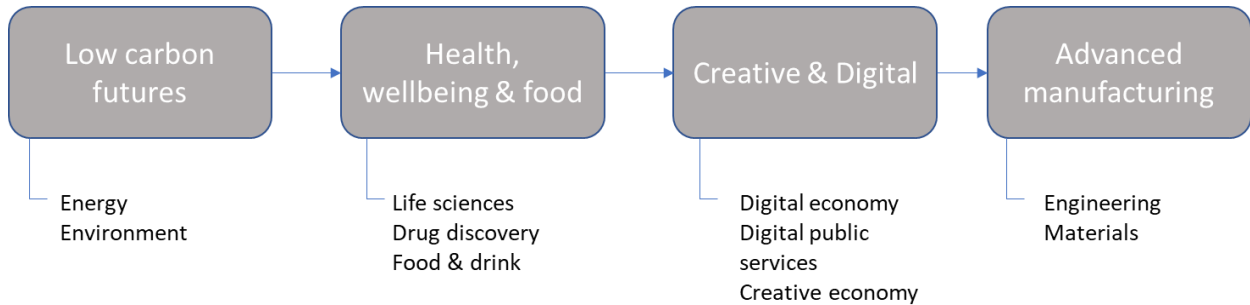 Low carbon
futures
Health,
wellbeing & food
Creative & Digital
Advanced
manufacturing
Energy
Environment
Life sciences
Drug discovery
Food & drink
Digital economy
Digital public
services
Creative economy
Engineering
Materials